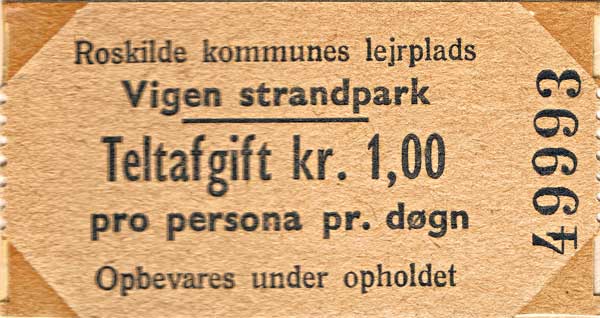 Roskilde kommunes lejrplads
Vigen strandpark
Teltafgift kr. 1,00
pro persona pr. døgn
Opbevares under opholdet
49993